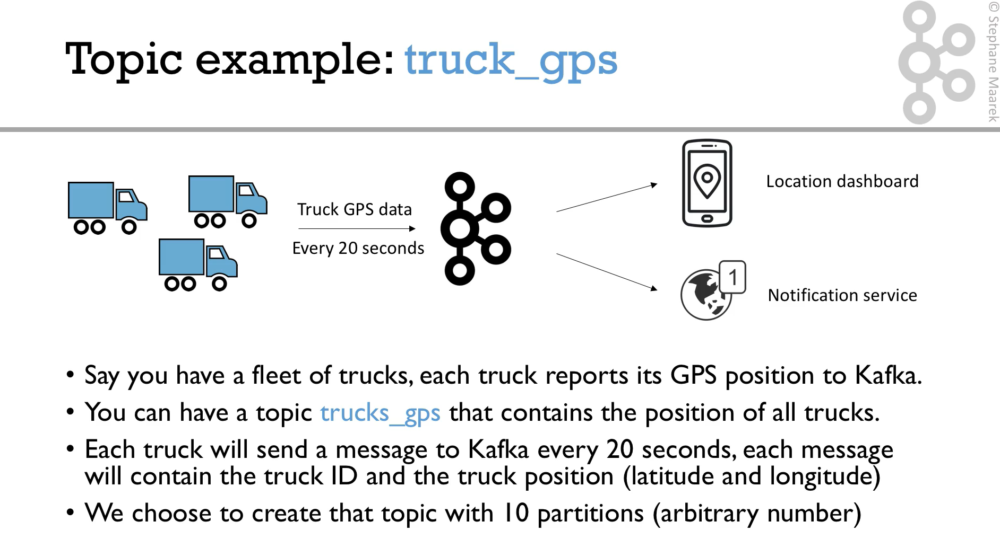 Topic example: truck_gps
© Stephane Maarek
Truck GPS data
Every 20 seconds
Location dashboard
1
Notification service
• Say you have a fleet of trucks, each truck reports its GPS position to Kafka.
• You can have a topic trucks_gps that contains the position of all trucks.
• Each truck will send a message to Kafka every 20 seconds, each message
will contain the truck ID and the truck position (latitude and longitude)
• We choose to create that topic with 10 partitions (arbitrary number)